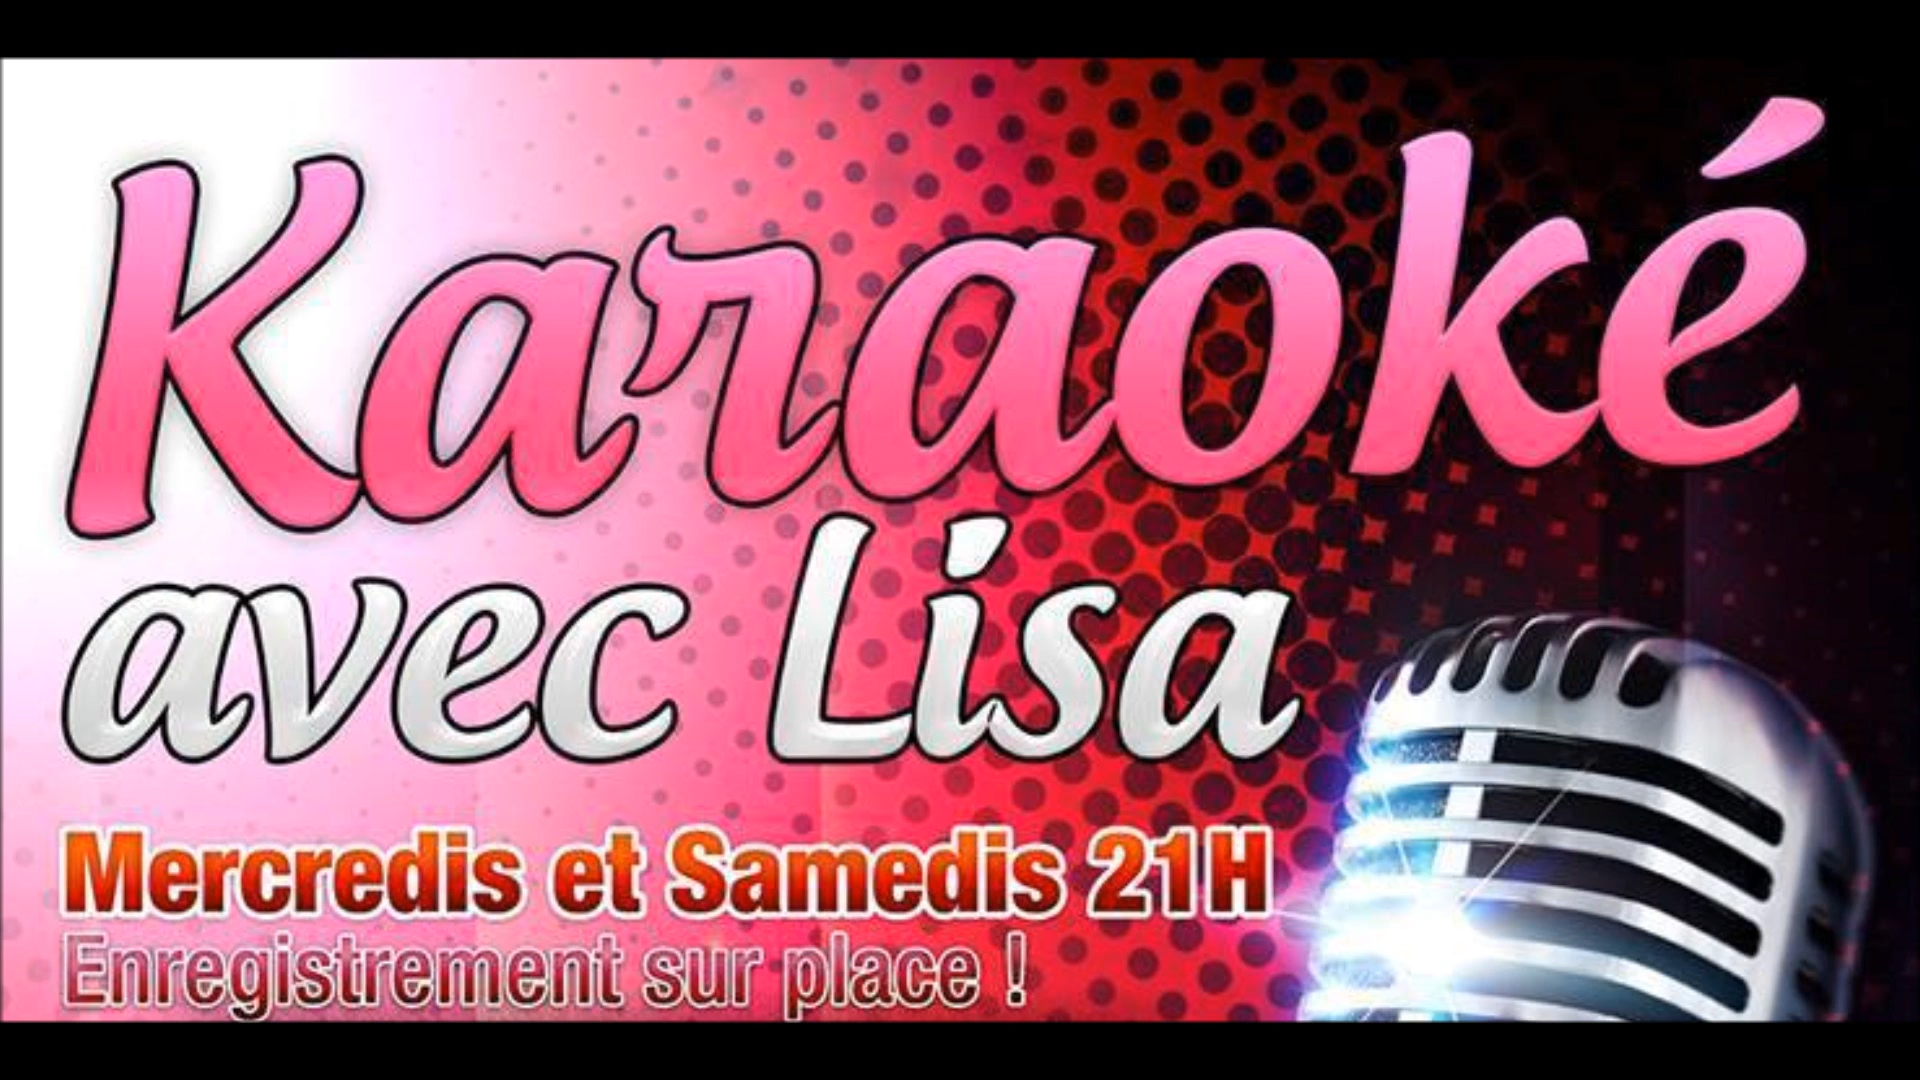 Karaoké
avec Lisa
Mercredis et Samedis 21H
Enregistrement sur place !